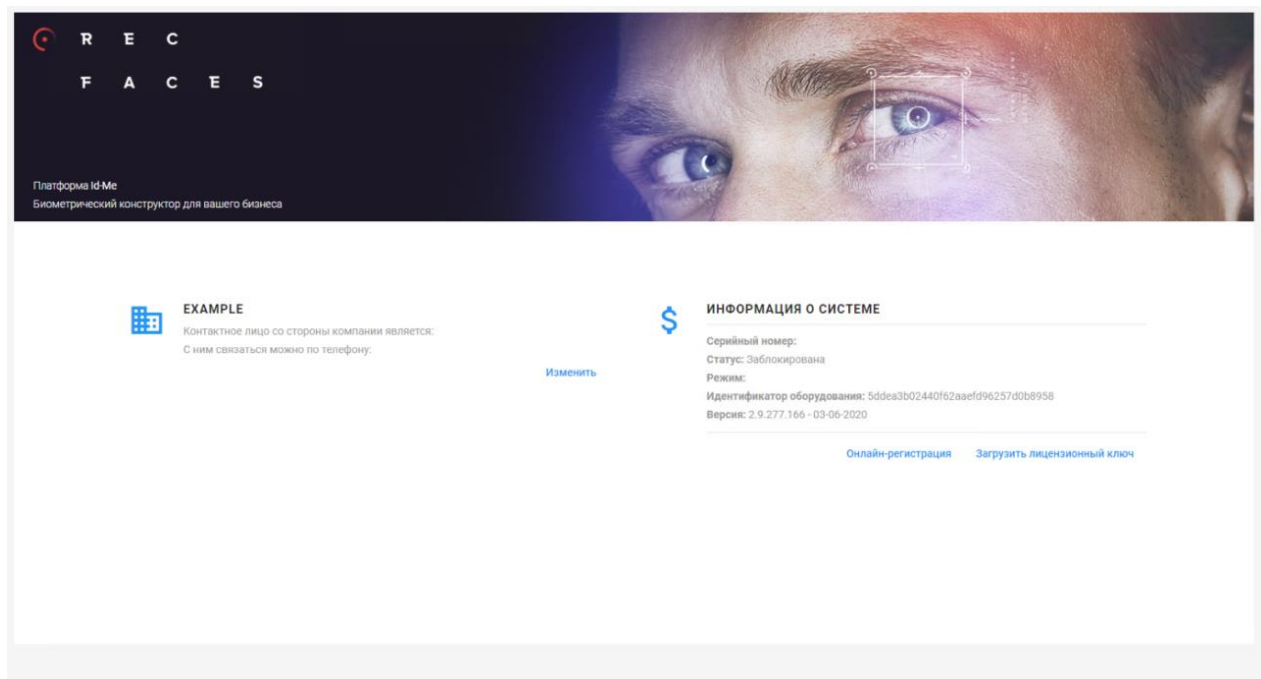 REC
FACES
Платформа Id-Me
Биометрический конструктор для вашего бизнеса
EXAMPLE
Контактное лицо со стороны компании является:
С ним связаться можно по телефону:
Изменить
ИНФОРМАЦИЯ О СИСТЕМЕ
Серийный номер:
Статус: Заблокирована
Режим:
Идентификатор оборудования: 5ddea3b02440f62aaefd96257d0b8958
Версия: 2.9.277.166 - 03-06-2020
Онлайн-регистрация Загрузить лицензионный ключ